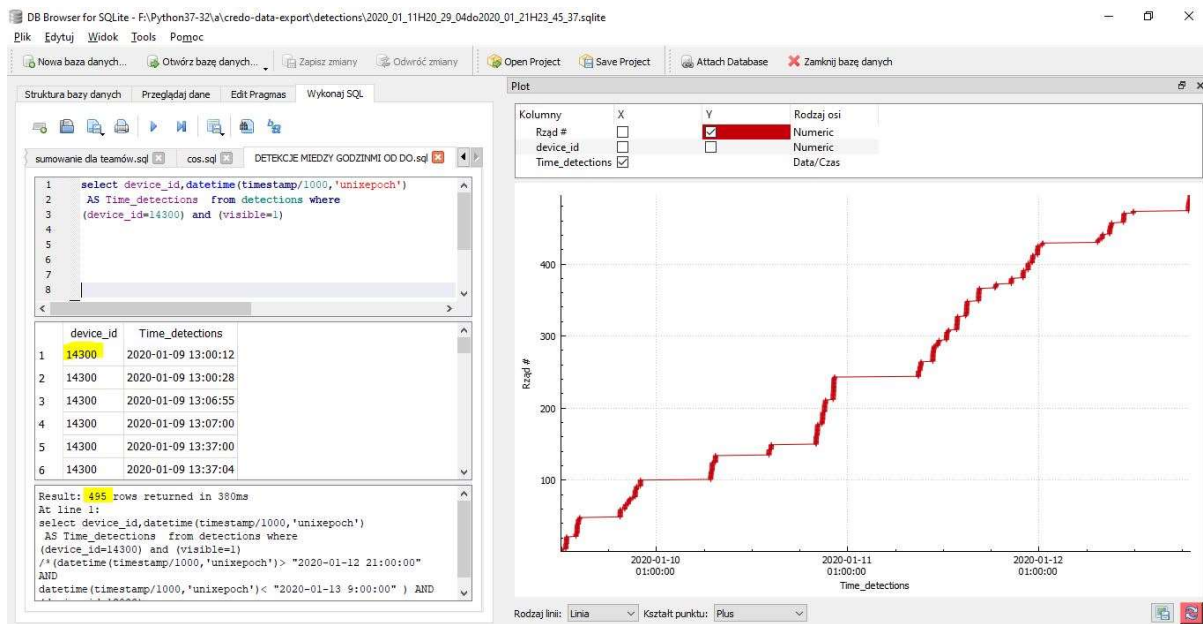 DB Browser for SQLite - F:\Python37-32\a\credo-data-export\detections\2020_01_11H20_29_04do2020_01_21H23_45_37.sqlite
Plik Edytuj Widok Tools Pomoc
Nowa baza danych... Otwórz bazę danych... Zapisz zmiany Odwróć zmiany Open Project Save Project Attach Database Zamknij bazę danych
Struktura bazy danych Przeglądaj dane Edit Pragmas Wykonaj SQL
sumowanie dla teamów.sql cos.sql DETEKCJE MIEDZY GODZINMI OD DO.sql
1 select device_id,datetime(timestamp/1000,'unixepoch')
2 AS Time_detections from detections where
3 (device_id=14300) and (visible=1)
4
5
6
7
8
device_id Time_detections
1 14300 2020-01-09 13:00:12
2 14300 2020-01-09 13:00:28
3 14300 2020-01-09 13:06:55
4 14300 2020-01-09 13:07:00
5 14300 2020-01-09 13:37:00
6 14300 2020-01-09 13:37:04
Result: 495 rows returned in 380ms
At line 1:
select device_id,datetime(timestamp/1000,'unixepoch')
AS Time_detections from detections where
(device_id=14300) and (visible=1)
/*(datetime(timestamp/1000,'unixepoch')> "2020-01-12 21:00:00"
AND
datetime(timestamp/1000,'unixepoch')< "2020-01-13 9:00:00" ) AND
Plot
Kolumny X Y Rodzaj osi
Rząd # Numeric
device_id Numeric
Time_detections Data/Czas
400
300
200
100
Rząd #
2020-01-10 2020-01-11 2020-01-12
01:00:00 01:00:00 01:00:00
Time_detections
Rodzaj linii: Linia Kształt punktu: Plus